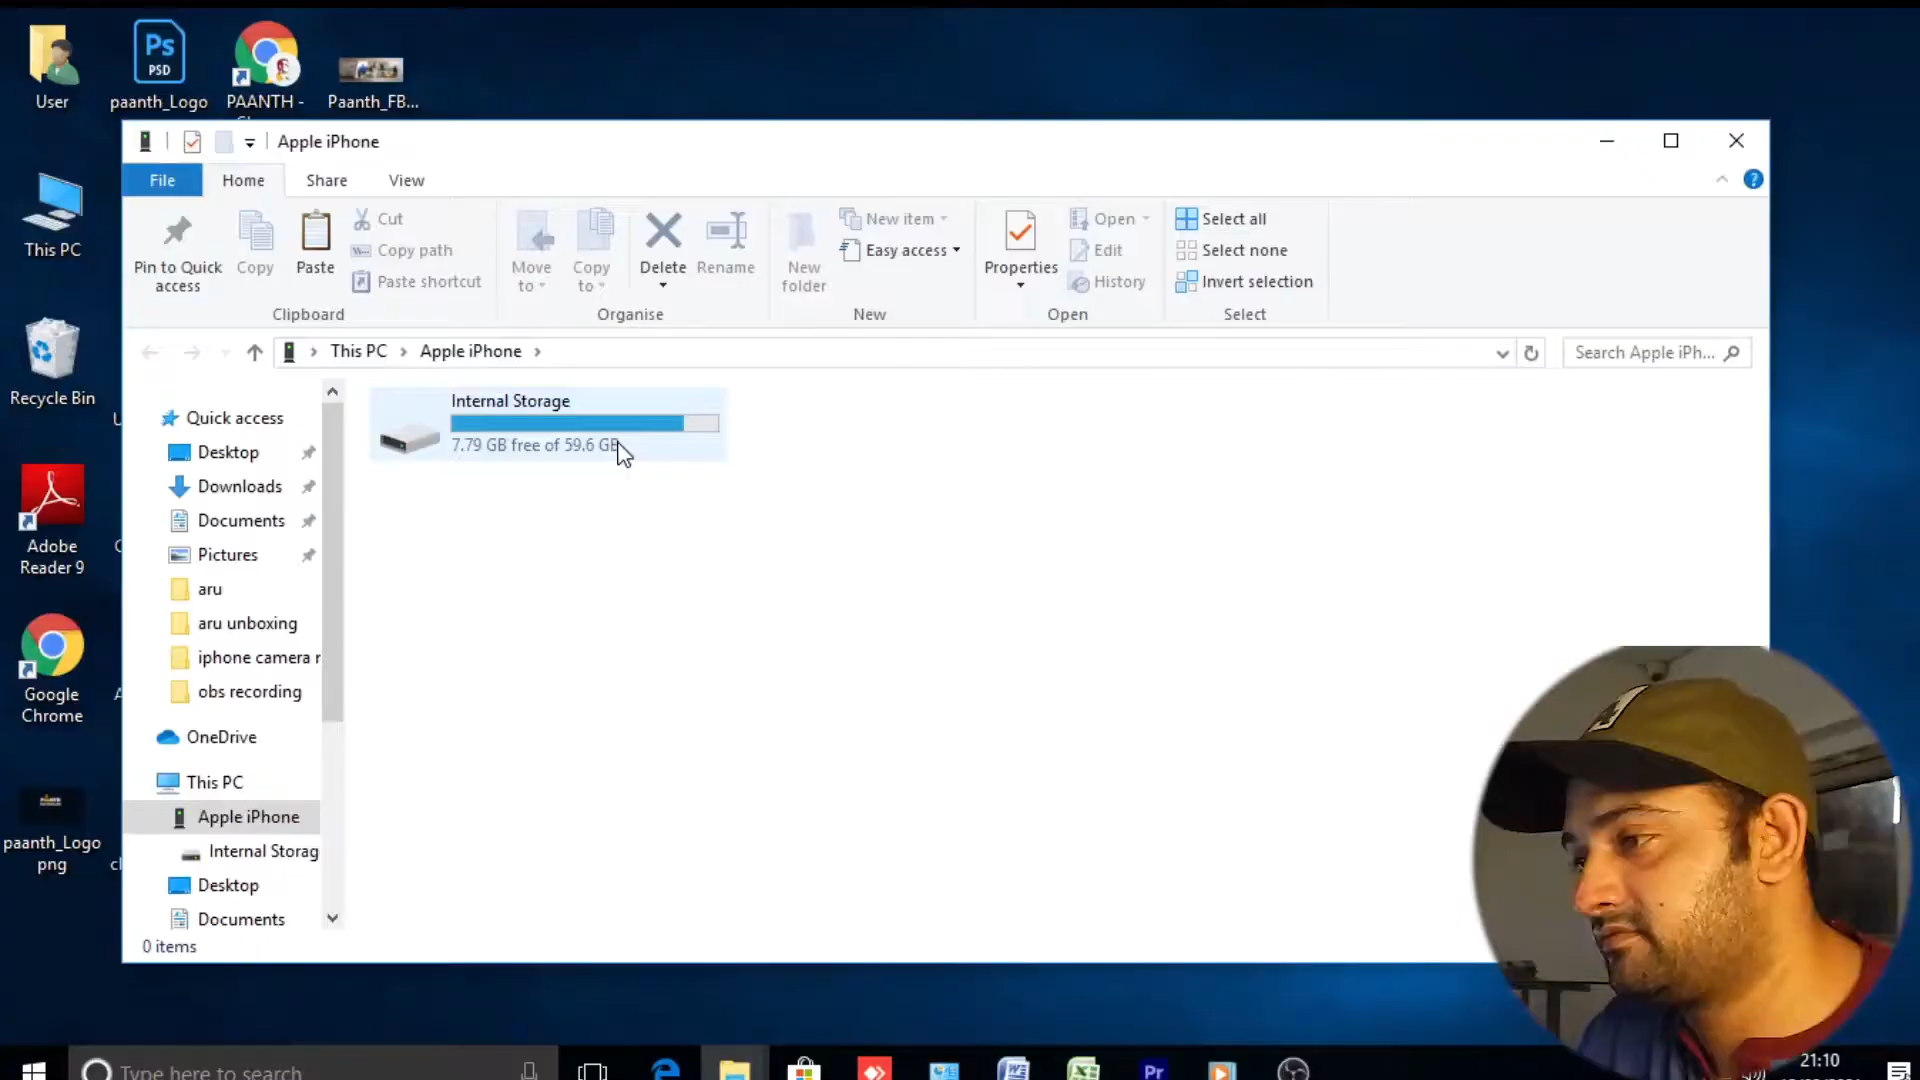 User
Ps
PSD
paanth_Logo
PAANTH -
Paanth_FB...
This PC
Recycle Bin
Adobe
Reader 9
Google
Chrome
paanth_Logo
png
Apple iPhone
File
Home
Share
View
?
Pin to Quick
access
Copy
Paste
Cut
Copy path
Paste shortcut
Clipboard
Move
to
Copy
to
Delete
Rename
Organise
New
folder
New item
Easy access
New
Properties
Open
Edit
History
Open
Select all
Select none
Invert selection
Select
This PC > Apple iPhone >
Search Apple iPh...
Quick access
Desktop
Downloads
Documents
Pictures
aru
aru unboxing
iphone camera r
obs recording
OneDrive
This PC
Apple iPhone
Internal Storag
Desktop
Documents
Internal Storage
7.79 GB free of 59.6 GB
0 items
Type here to search
Pr
21:10